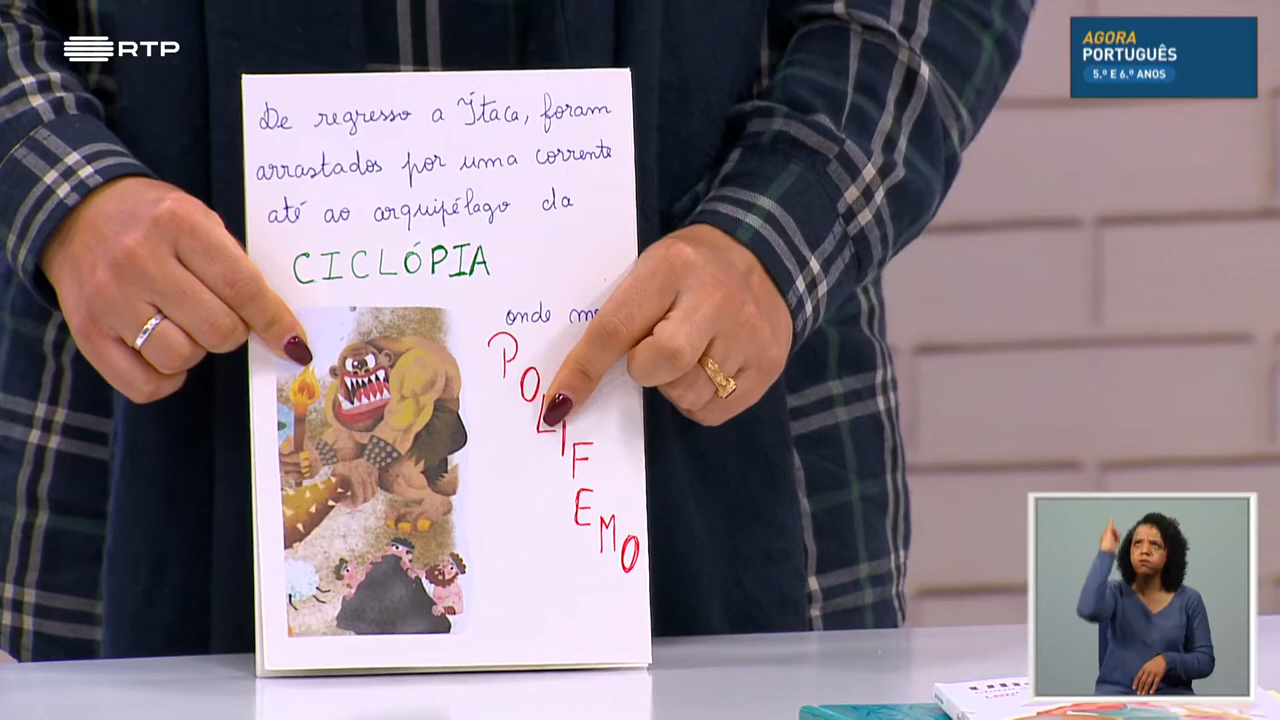 RTP
AGORA
PORTUGUÊS
5.º E 6.º ANOS
De regresso a Ítaca, foram
arrastados por uma corrente
até ao arquipélago da
CICLÓPIA
onde
POLIFEMO